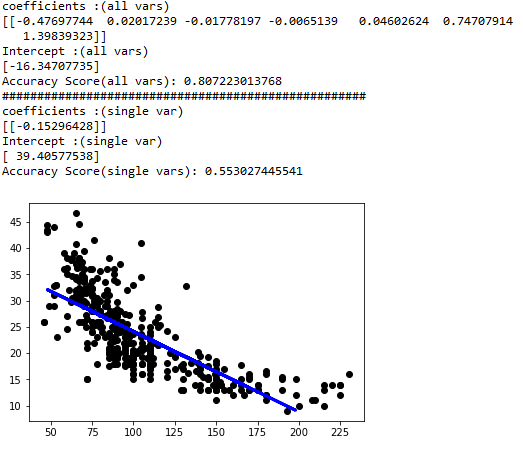 coefficients :(all vars)
[[-0.47697744  0.02017239 -0.01778197 -0.0065139   0.04602624  0.74707914
   1.39839323]]
Intercept :(all vars)
[-16.34707735]
Accuracy Score(all vars): 0.807223013768
####################################################
coefficients :(single var)
[[-0.15296428]]
Intercept :(single var)
[ 39.40577538]
Accuracy Score(single vars): 0.553027445541
45
40
35
30
25
20
15
10
50 75 100 125 150 175 200 225